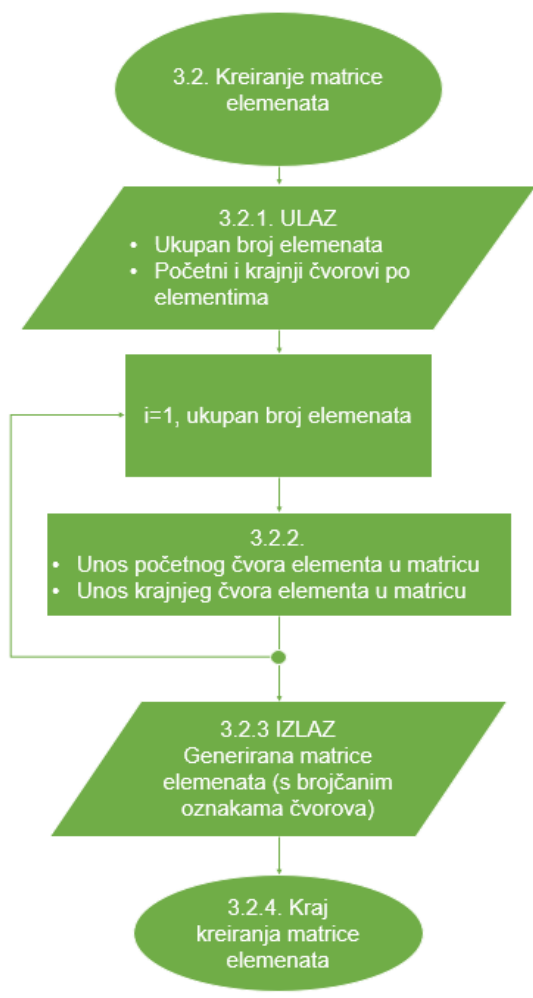 3.2. Kreiranje matrice
elemenata
3.2.1. ULAZ
• Ukupan broj elemenata
• Početni i krajnji čvorovi po
elementima
i=1, ukupan broj elemenata
3.2.2.
• Unos početnog čvora elementa u matricu
• Unos krajnjeg čvora elementa u matricu
3.2.3 IZLAZ
Generirana matrice
elemenata (s brojčanim
oznakama čvorova)
3.2.4. Kraj
kreiranja matrice
elemenata